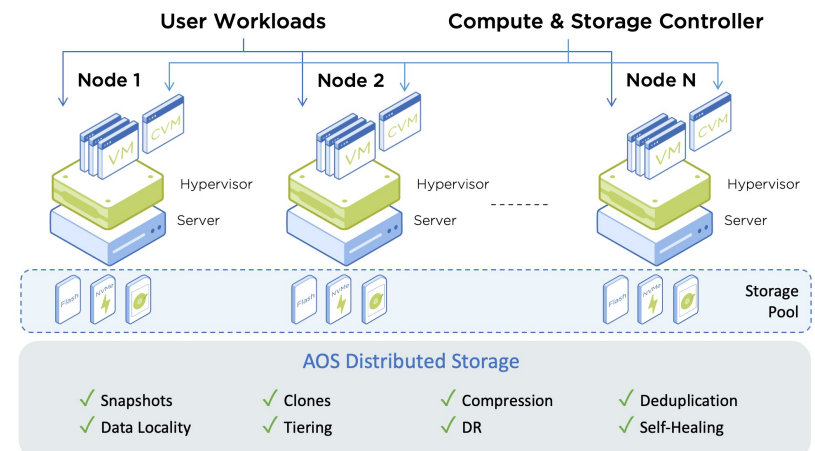 User Workloads
Compute & Storage Controller
Node 1
Node 2
Node N
VM
CVM
VM
CVM
VM
CVM
Hypervisor
Hypervisor
Hypervisor
Server
Server
Server
Flash
NVMe
Flash
NVMe
Flash
NVMe
Storage
Pool
AOS Distributed Storage
✓ Snapshots
✓ Clones
✓ Compression
✓ Deduplication
✓ Data Locality
✓ Tiering
✓ DR
✓ Self-Healing